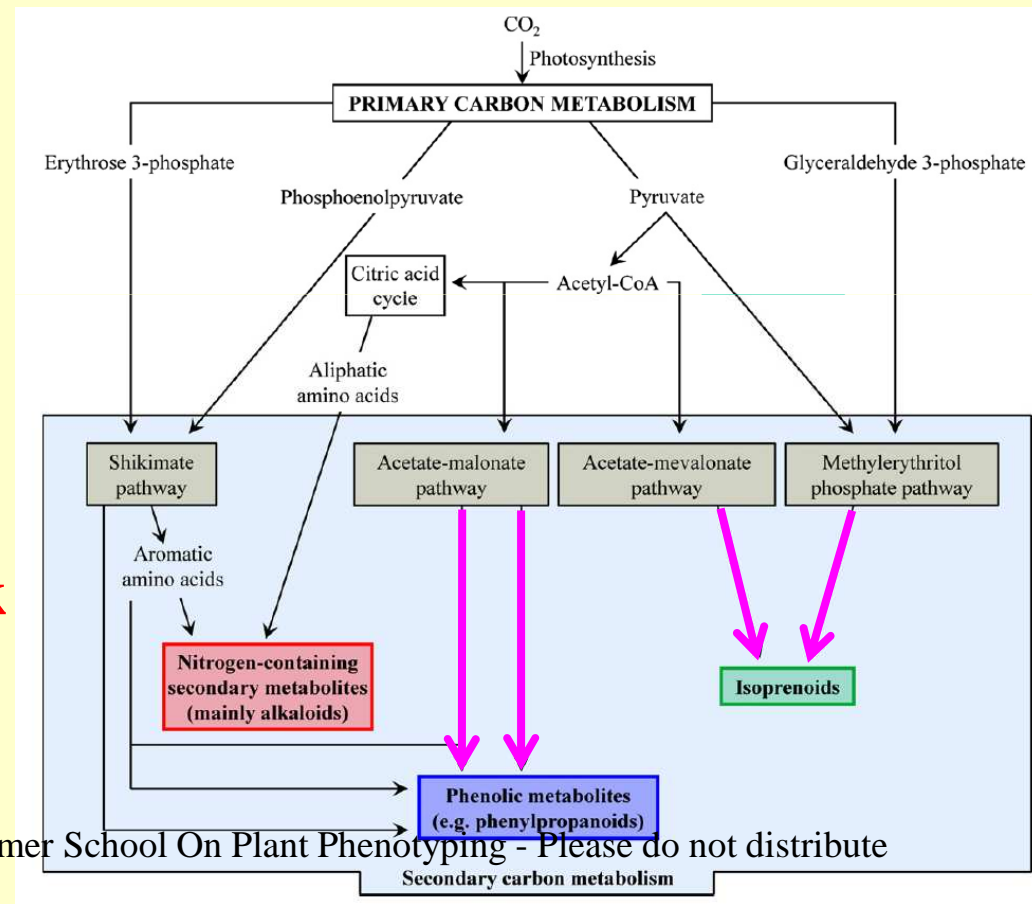 CO2
Photosynthesis
PRIMARY CARBON METABOLISM
Erythrose 3-phosphate
Glyceraldehyde 3-phosphate
Phosphoenolpyruvate
Pyruvate
Citric acid
cycle
Acetyl-CoA
Aliphatic
amino acids
Shikimate
pathway
Acetate-malonate
pathway
Acetate-mevalonate
pathway
Methylerythritol
phosphate pathway
Aromatic
amino acids
Nitrogen-containing
secondary metabolites
(mainly alkaloids)
Isoprenoids
Phenolic metabolites
(e.g. phenylpropanoids)
mer School On Plant Phenotyping - Please do not distribute
Secondary carbon metabolism